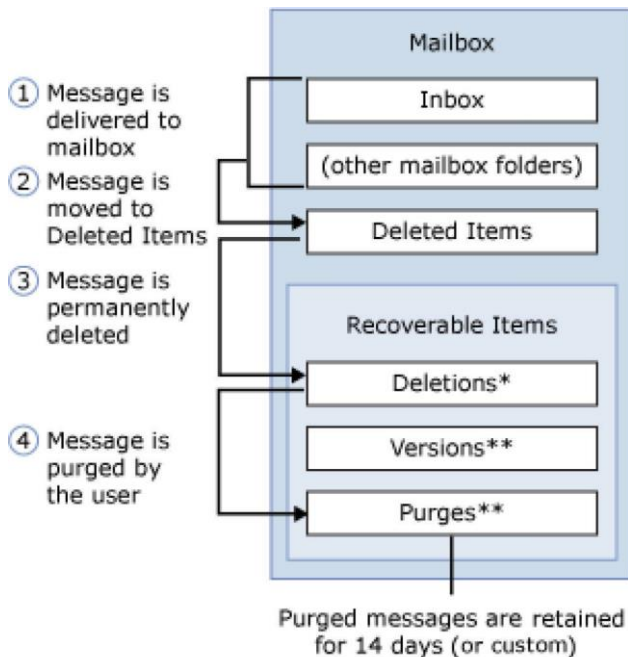 Mailbox
① Message is
delivered to
mailbox
Inbox
② Message is
moved to
Deleted Items
(other mailbox folders)
Deleted Items
③ Message is
permanently
deleted
Recoverable Items
Deletions*
④ Message is
purged by
the user
Versions**
Purges**
Purged messages are retained
for 14 days (or custom)